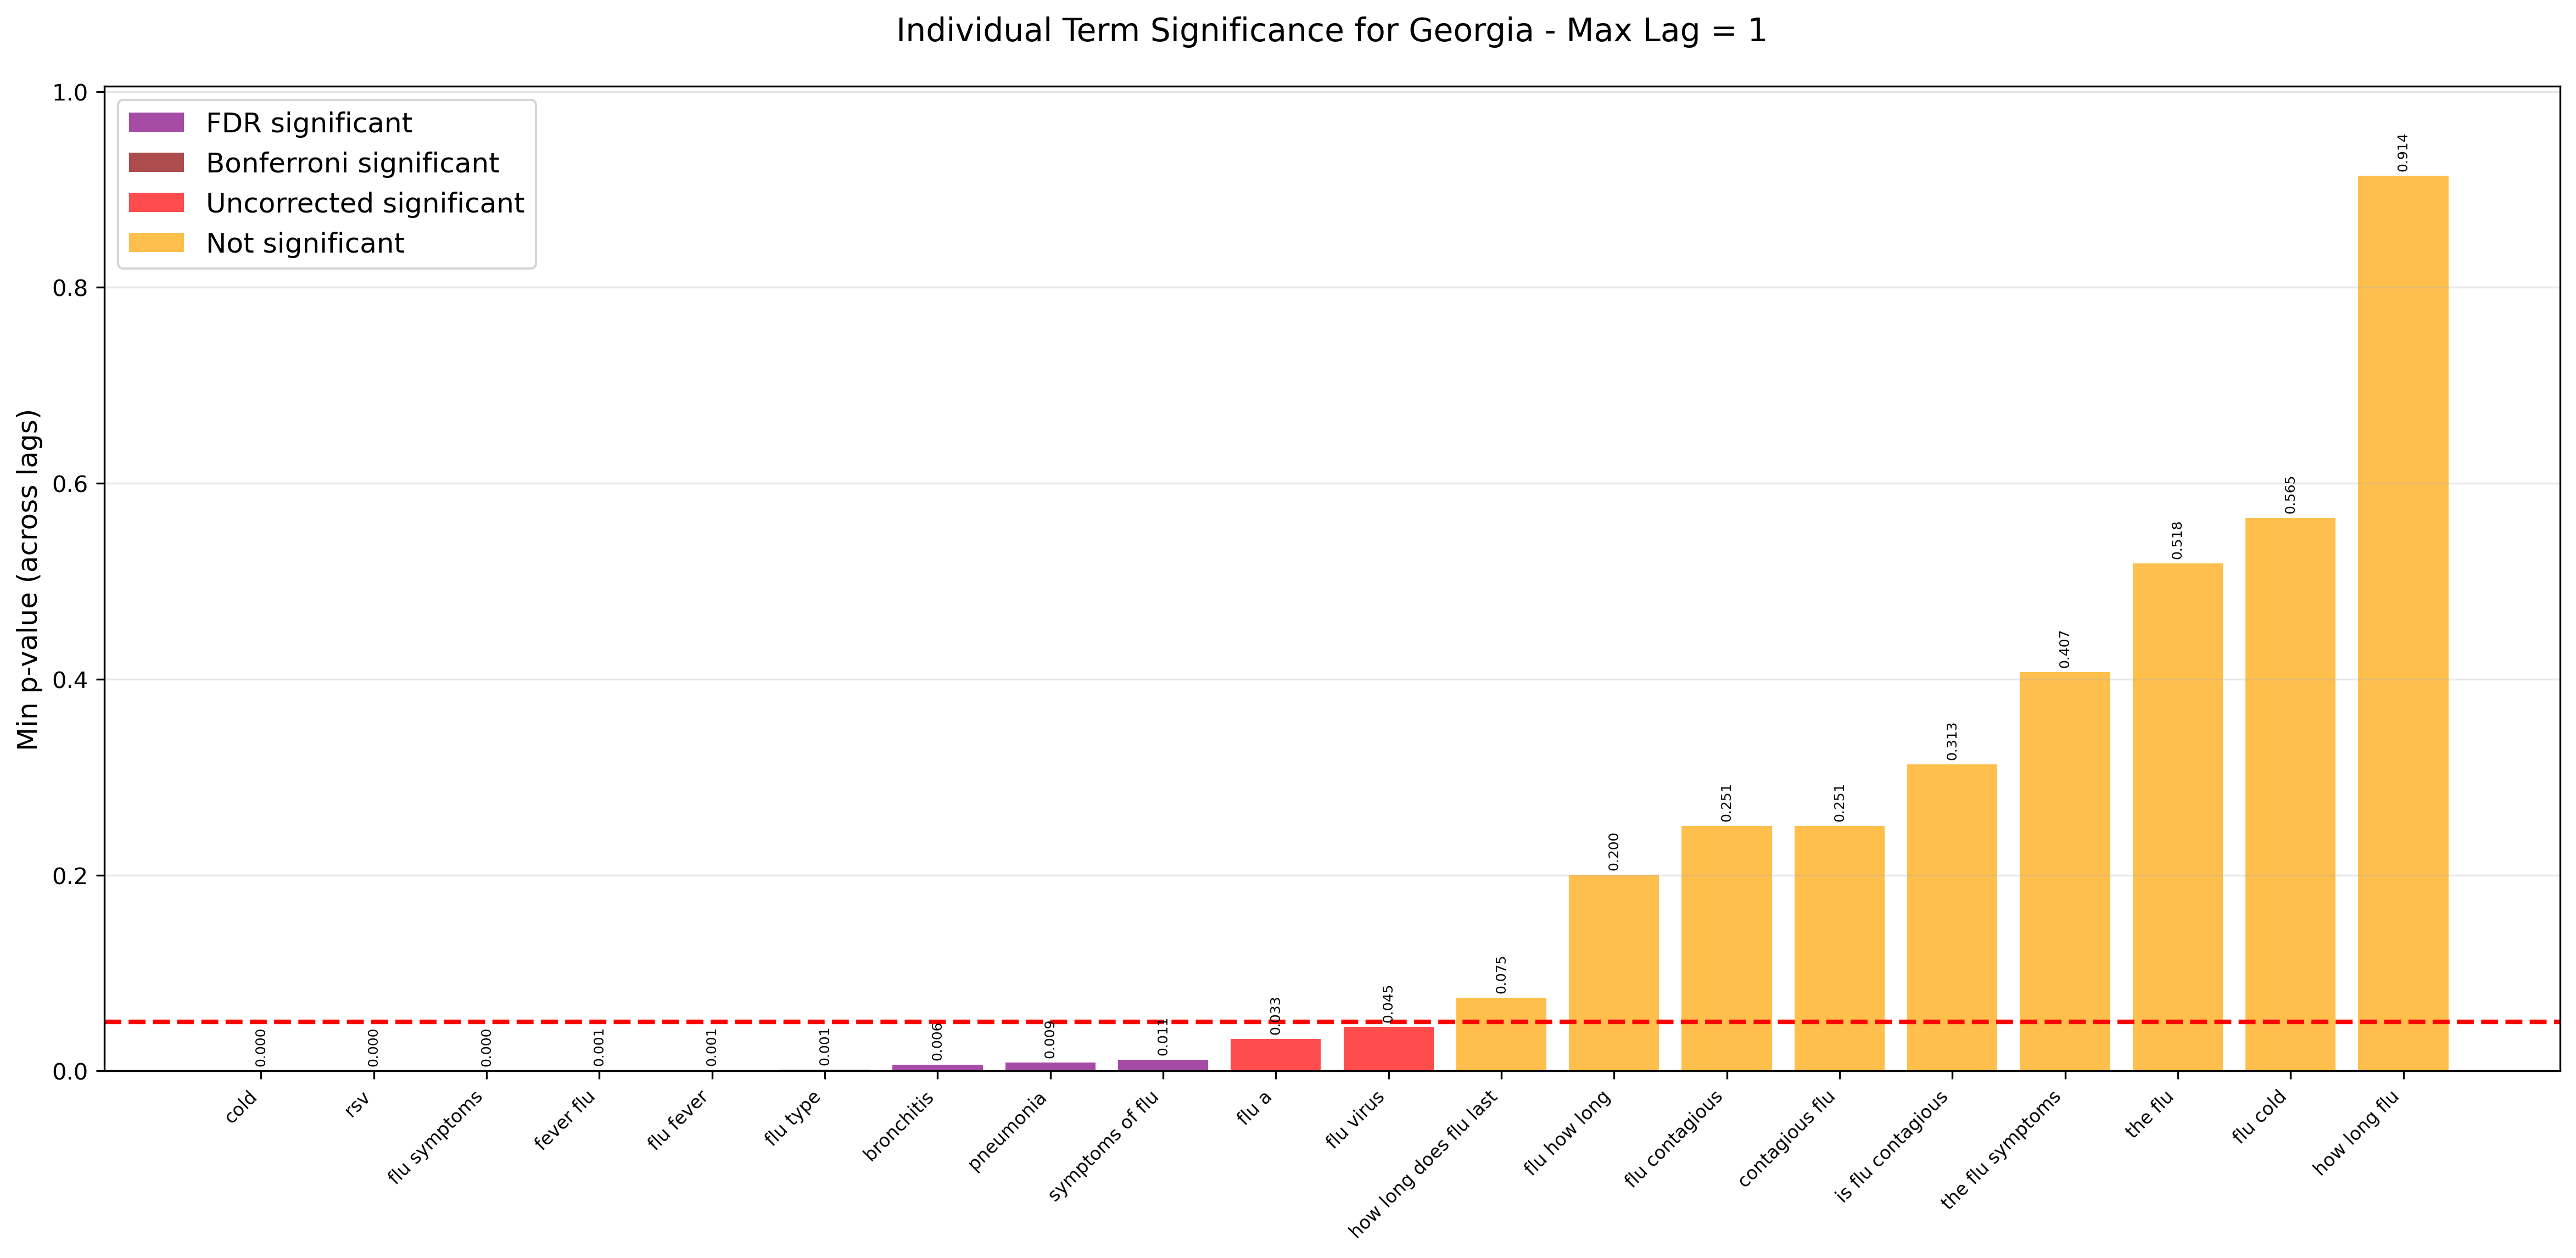 Individual Term Significance for Georgia - Max Lag = 1
FDR significant
Bonferroni significant
Uncorrected significant
Not significant
Min p-value (across lags)
1.0
0.8
0.6
0.4
0.2
0.0
0.000
0.000
0.000
0.001
0.001
0.001
0.006
0.009
0.011
0.033
0.045
0.075
0.200
0.251
0.251
0.313
0.407
0.518
0.565
0.914
cold
rsv
flu symptoms
fever flu
flu fever
flu type
bronchitis
pneumonia
symptoms of flu
flu a
flu virus
how long does flu last
flu how long
flu contagious
contagious flu
is flu contagious
the flu symptoms
the flu
flu cold
how long flu